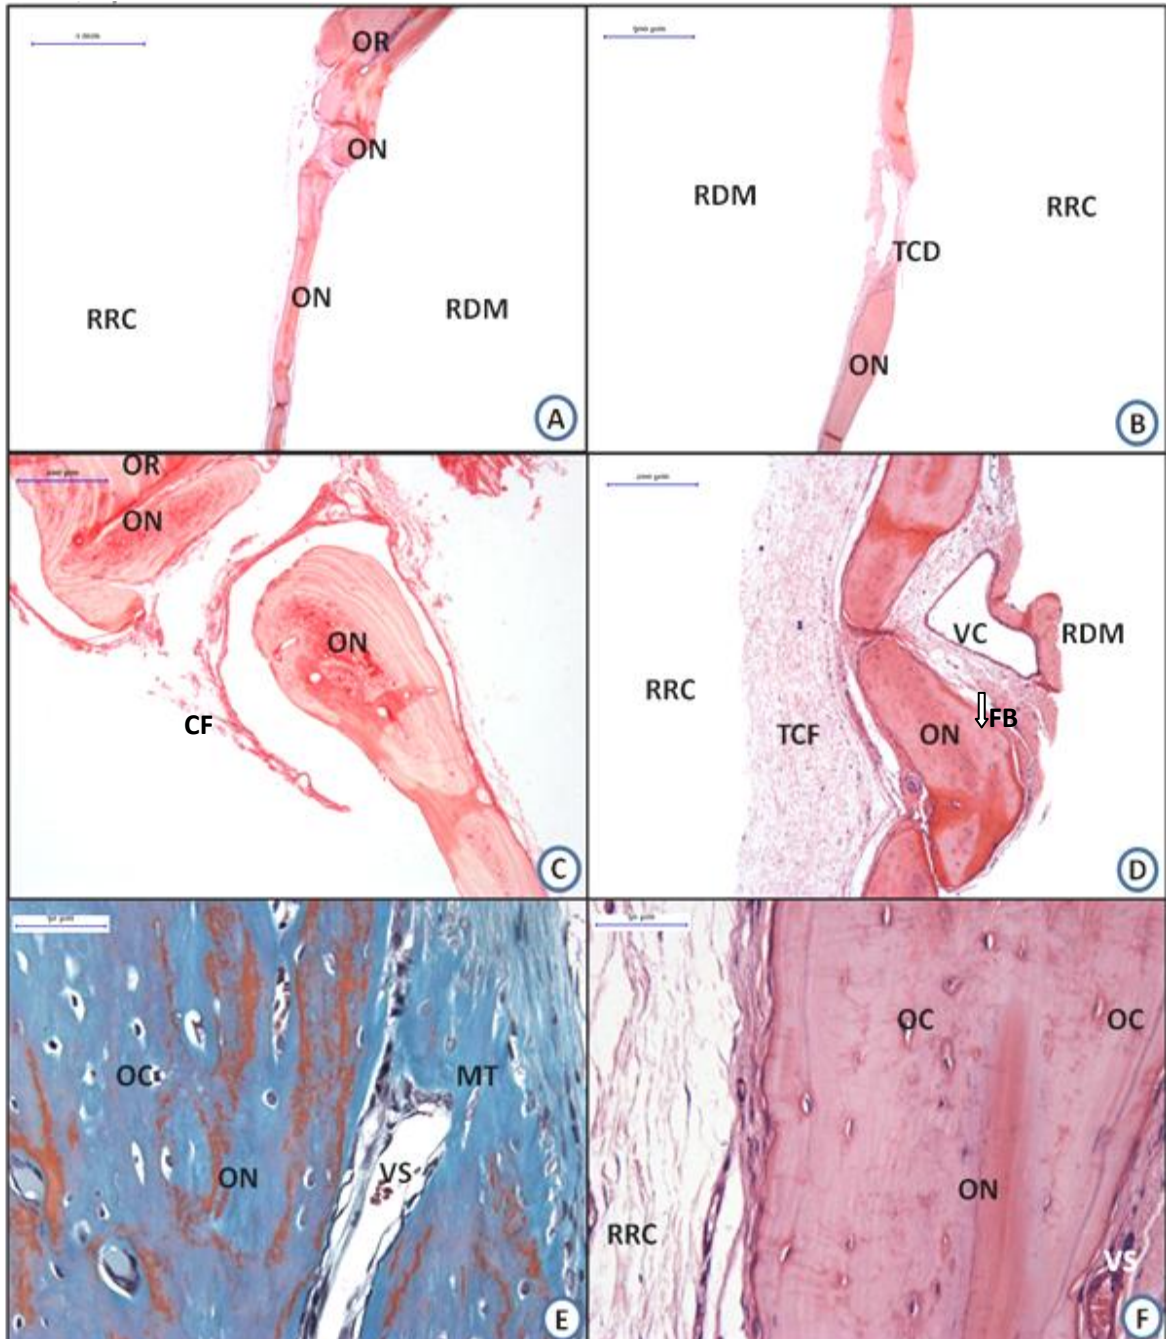 OR
ON
ON
RRC
RDM
A
RDM
RRC
TCD
ON
B
OR
ON
ON
CF
C
VC
RDM
RRC
FB
TCF
ON
D
OC
MT
VS
ON
E
OC
OC
ON
RRC
VS
F